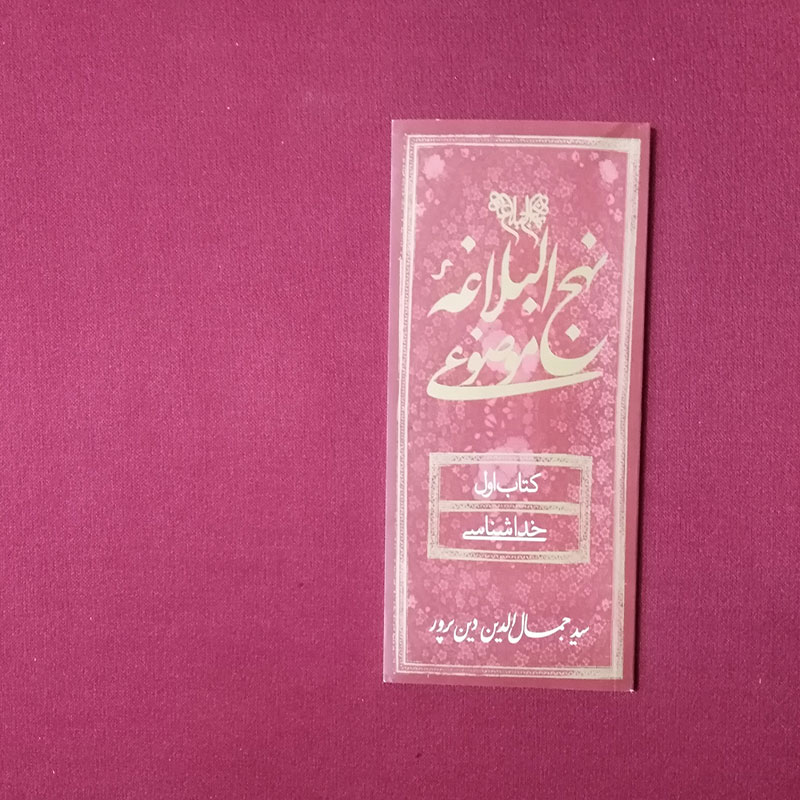 نهج البلاغه
موضوعی
کتاب اول
خداشناسی
سید جمال الدین دین پرور